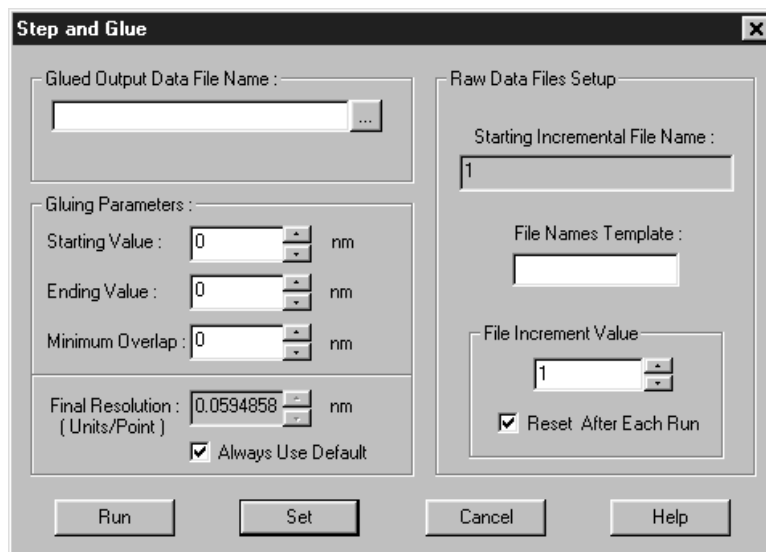 Step and Glue
Glued Output Data File Name :
...
Gluing Parameters :
Starting Value : 0 nm
Ending Value : 0 nm
Minimum Overlap : 0 nm
Final Resolution : 0.0594858 nm
( Units/Point )
Always Use Default
Raw Data Files Setup
Starting Incremental File Name :
1
File Names Template :
File Increment Value
1
Reset After Each Run
Run Set Cancel Help